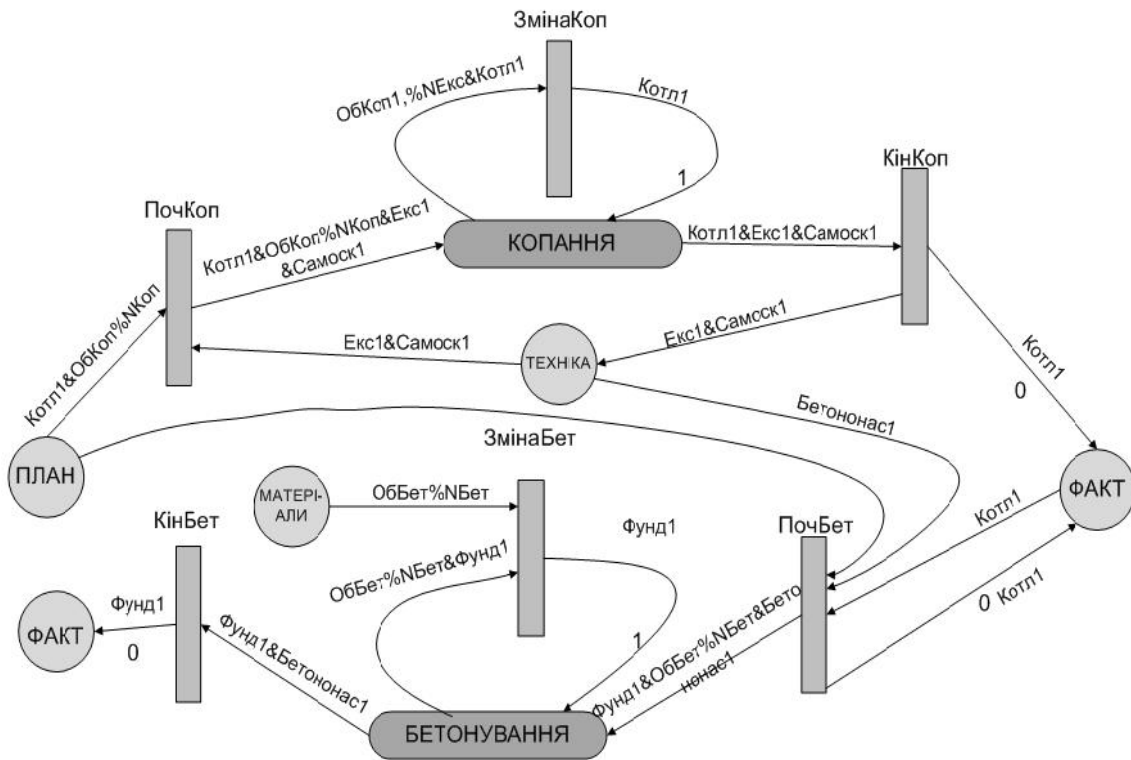 ЗмінаКоп
ОбКоп1,%NЕкс&Котл1
Котл1
1
КінКоп
ПочКоп
Котл1&ОбКоп%NКоп&Екс1
&Самоск1
КОПАННЯ
Котл1&Екс1&Самоск1
Котл1&ОбКоп%NКоп
Екс1&Самоск1
ТЕХНІКА
Екс1&Самоск1
Котл1
0
Бетононас1
ПЛАН
ЗмінаБет
МАТЕРІ-
АЛИ
ОбБет%NБет
ФАКТ
КінБет
ОбБет%NБет&Фунд1
Фунд1
ПочБет
Котл1
ФАКТ
Фунд1
0
Фунд1&Бетононас1
1
Фунд1&ОбБет%NБет&Бето
нонас1
0 Котл1
БЕТОНУВАННЯ